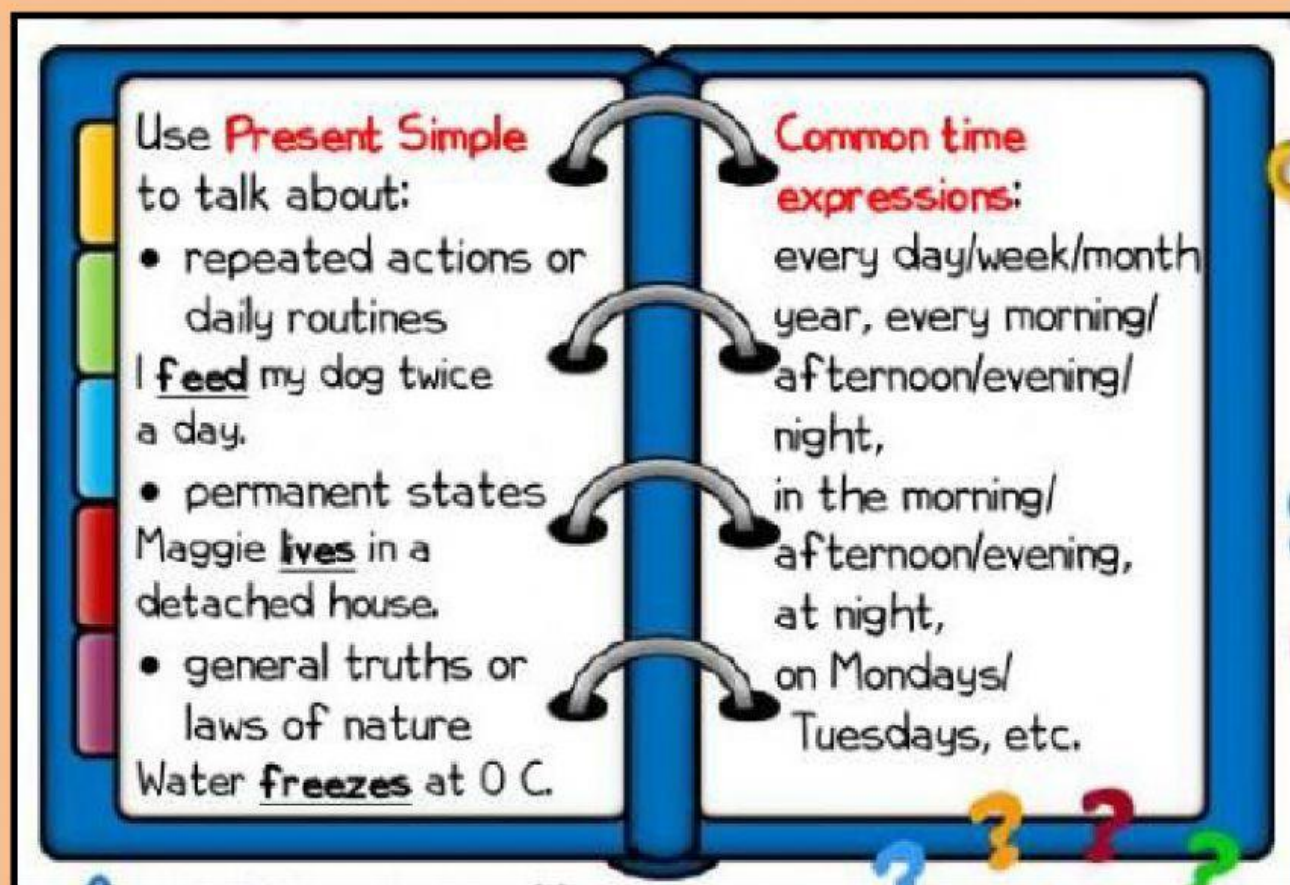 Use Present Simple
to talk about:
• repeated actions or
daily routines
I feed my dog twice
a day.
• permanent states
Maggie lives in a
detached house.
• general truths or
laws of nature
Water freezes at 0 C.
Common time
expressions:
every day/week/month
year, every morning/
afternoon/evening/
night,
in the morning/
afternoon/evening,
at night,
on Mondays/
Tuesdays, etc.
? ? ? ?